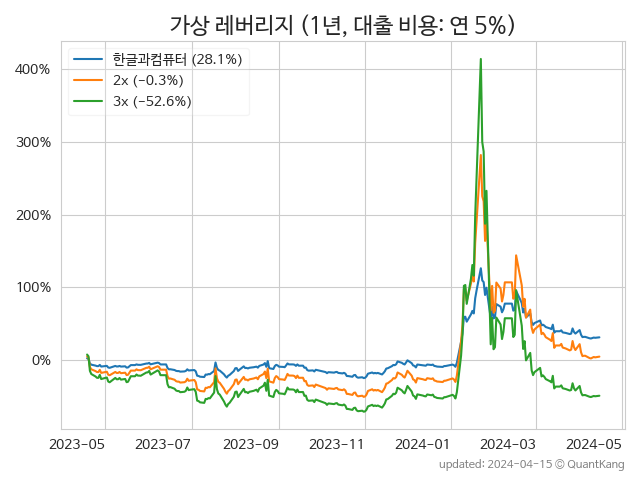 가상 레버리지 (1년, 대출 비용: 연 5%)
한글과컴퓨터 (28.1%)
2x (-0.3%)
3x (-52.6%)
400%
300%
200%
100%
0%
2023-05 2023-07 2023-09 2023-11 2024-01 2024-03 2024-05
updated: 2024-04-15 © QuantKang